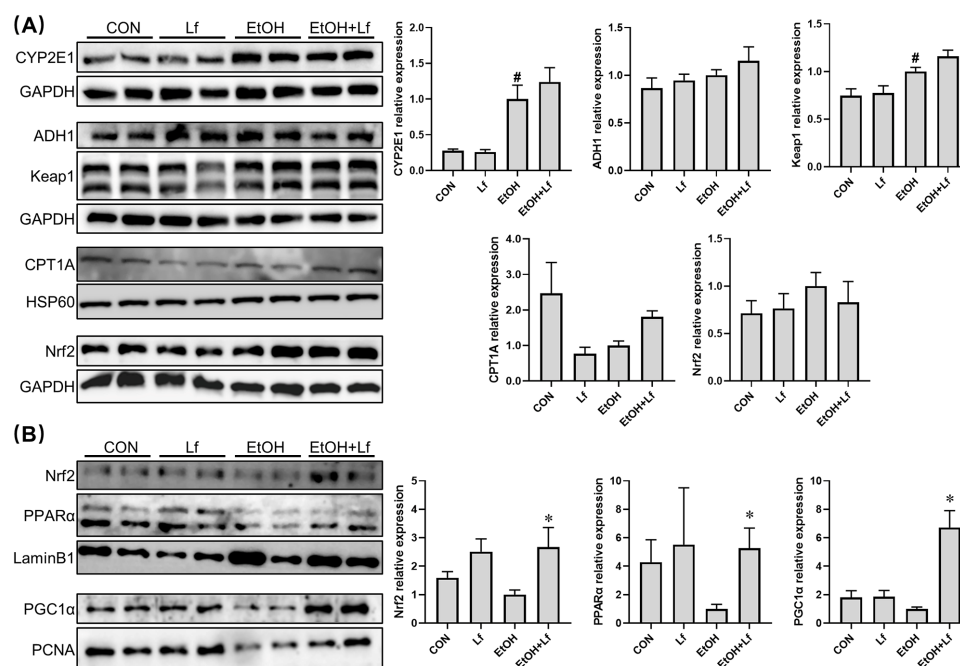 (A)
CON Lf EtOH EtOH+Lf
CYP2E1
GAPDH
ADH1
Keap1
GAPDH
CPT1A
HSP60
Nrf2
GAPDH
CYP2E1 relative expression
2.0
1.5
1.0
0.5
0.0
#
CON Lf EtOH EtOH+Lf
ADH1 relative expression
1.5
1.0
0.5
0.0
CON Lf EtOH EtOH+Lf
Keap1 relative expression
1.5
1.0
0.5
0.0
#
CON Lf EtOH EtOH+Lf
CPT1A relative expression
4.0
3.0
2.0
1.0
0.0
CON Lf EtOH EtOH+Lf
Nrf2 relative expression
1.5
1.0
0.5
0.0
CON Lf EtOH EtOH+Lf
(B)
CON Lf EtOH EtOH+Lf
Nrf2
PPARα
LaminB1
PGC1α
PCNA
Nrf2 relative expression
5
4
3
2
1
0
*
CON Lf EtOH EtOH+Lf
PPARα relative expression
10
8
6
4
2
0
*
CON Lf EtOH EtOH+Lf
PGC1α relative expression
10
8
6
4
2
0
*
CON Lf EtOH EtOH+Lf